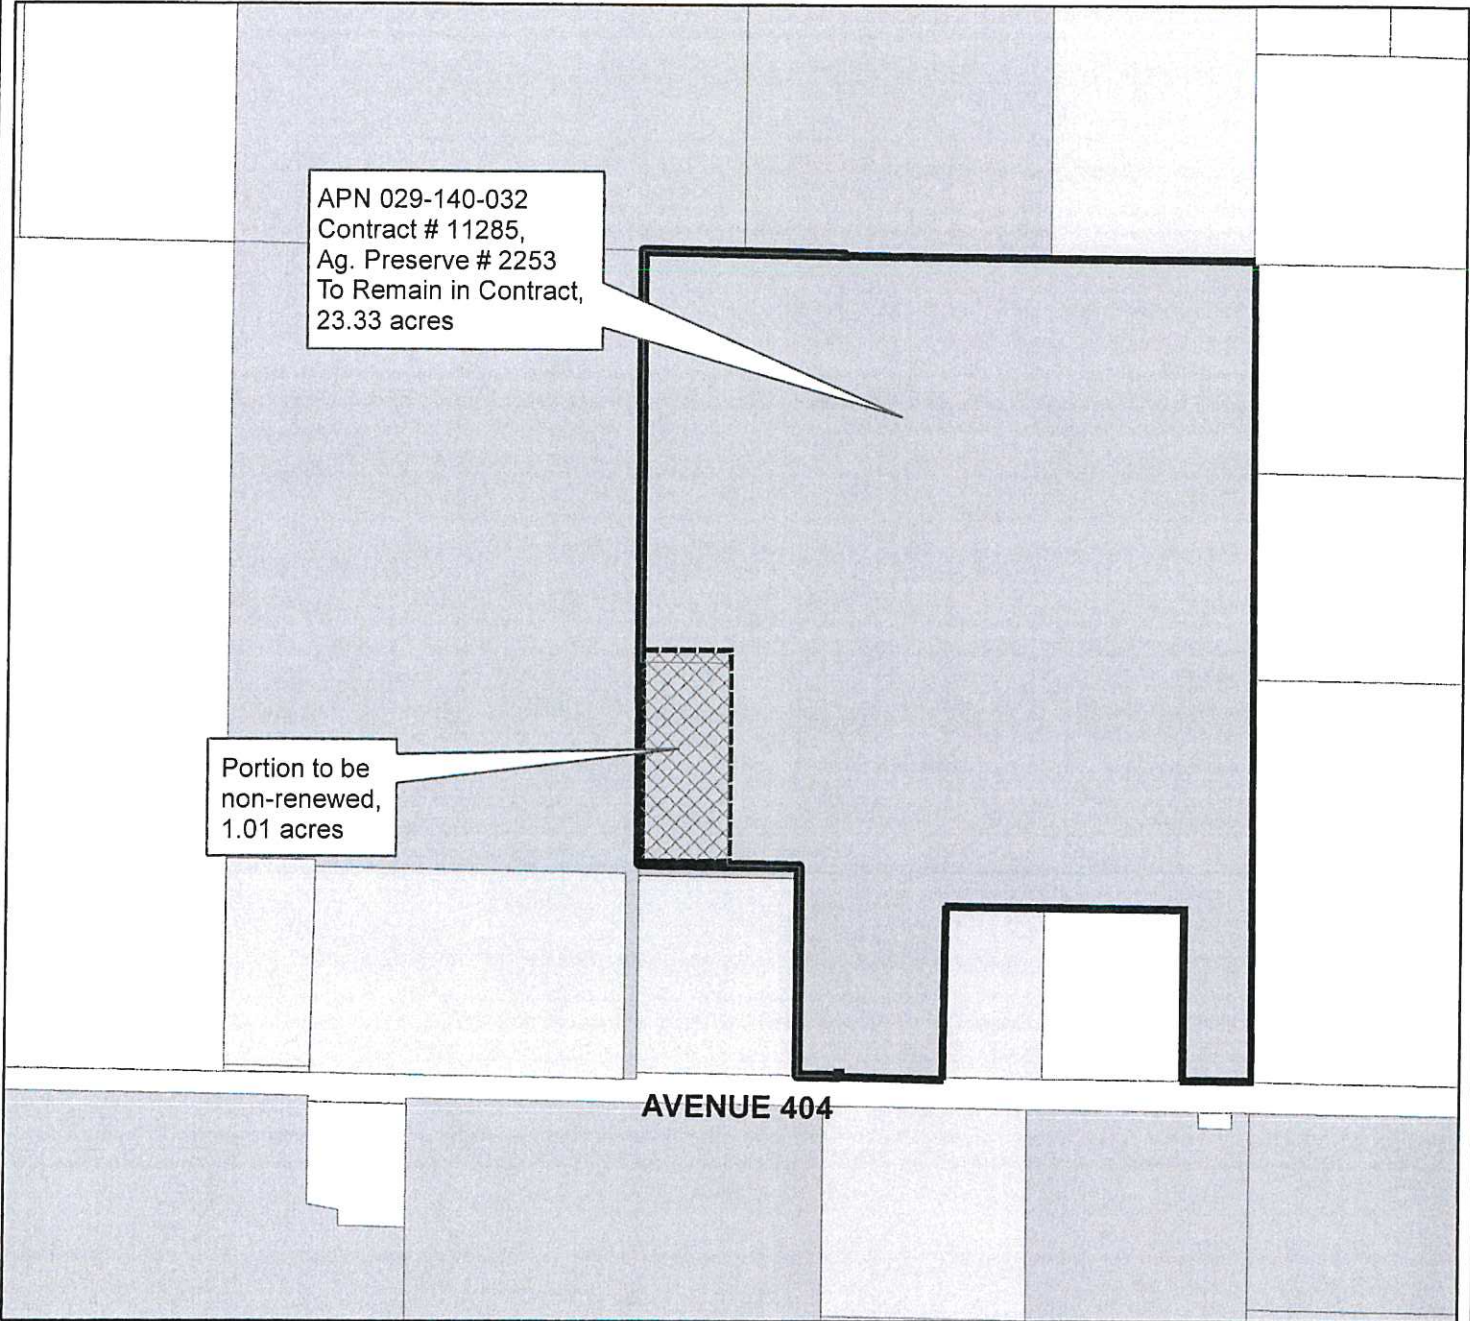 APN 029-140-032
Contract # 11285,
Ag. Preserve # 2253
To Remain in Contract,
23.33 acres
Portion to be
non-renewed,
1.01 acres
AVENUE 404